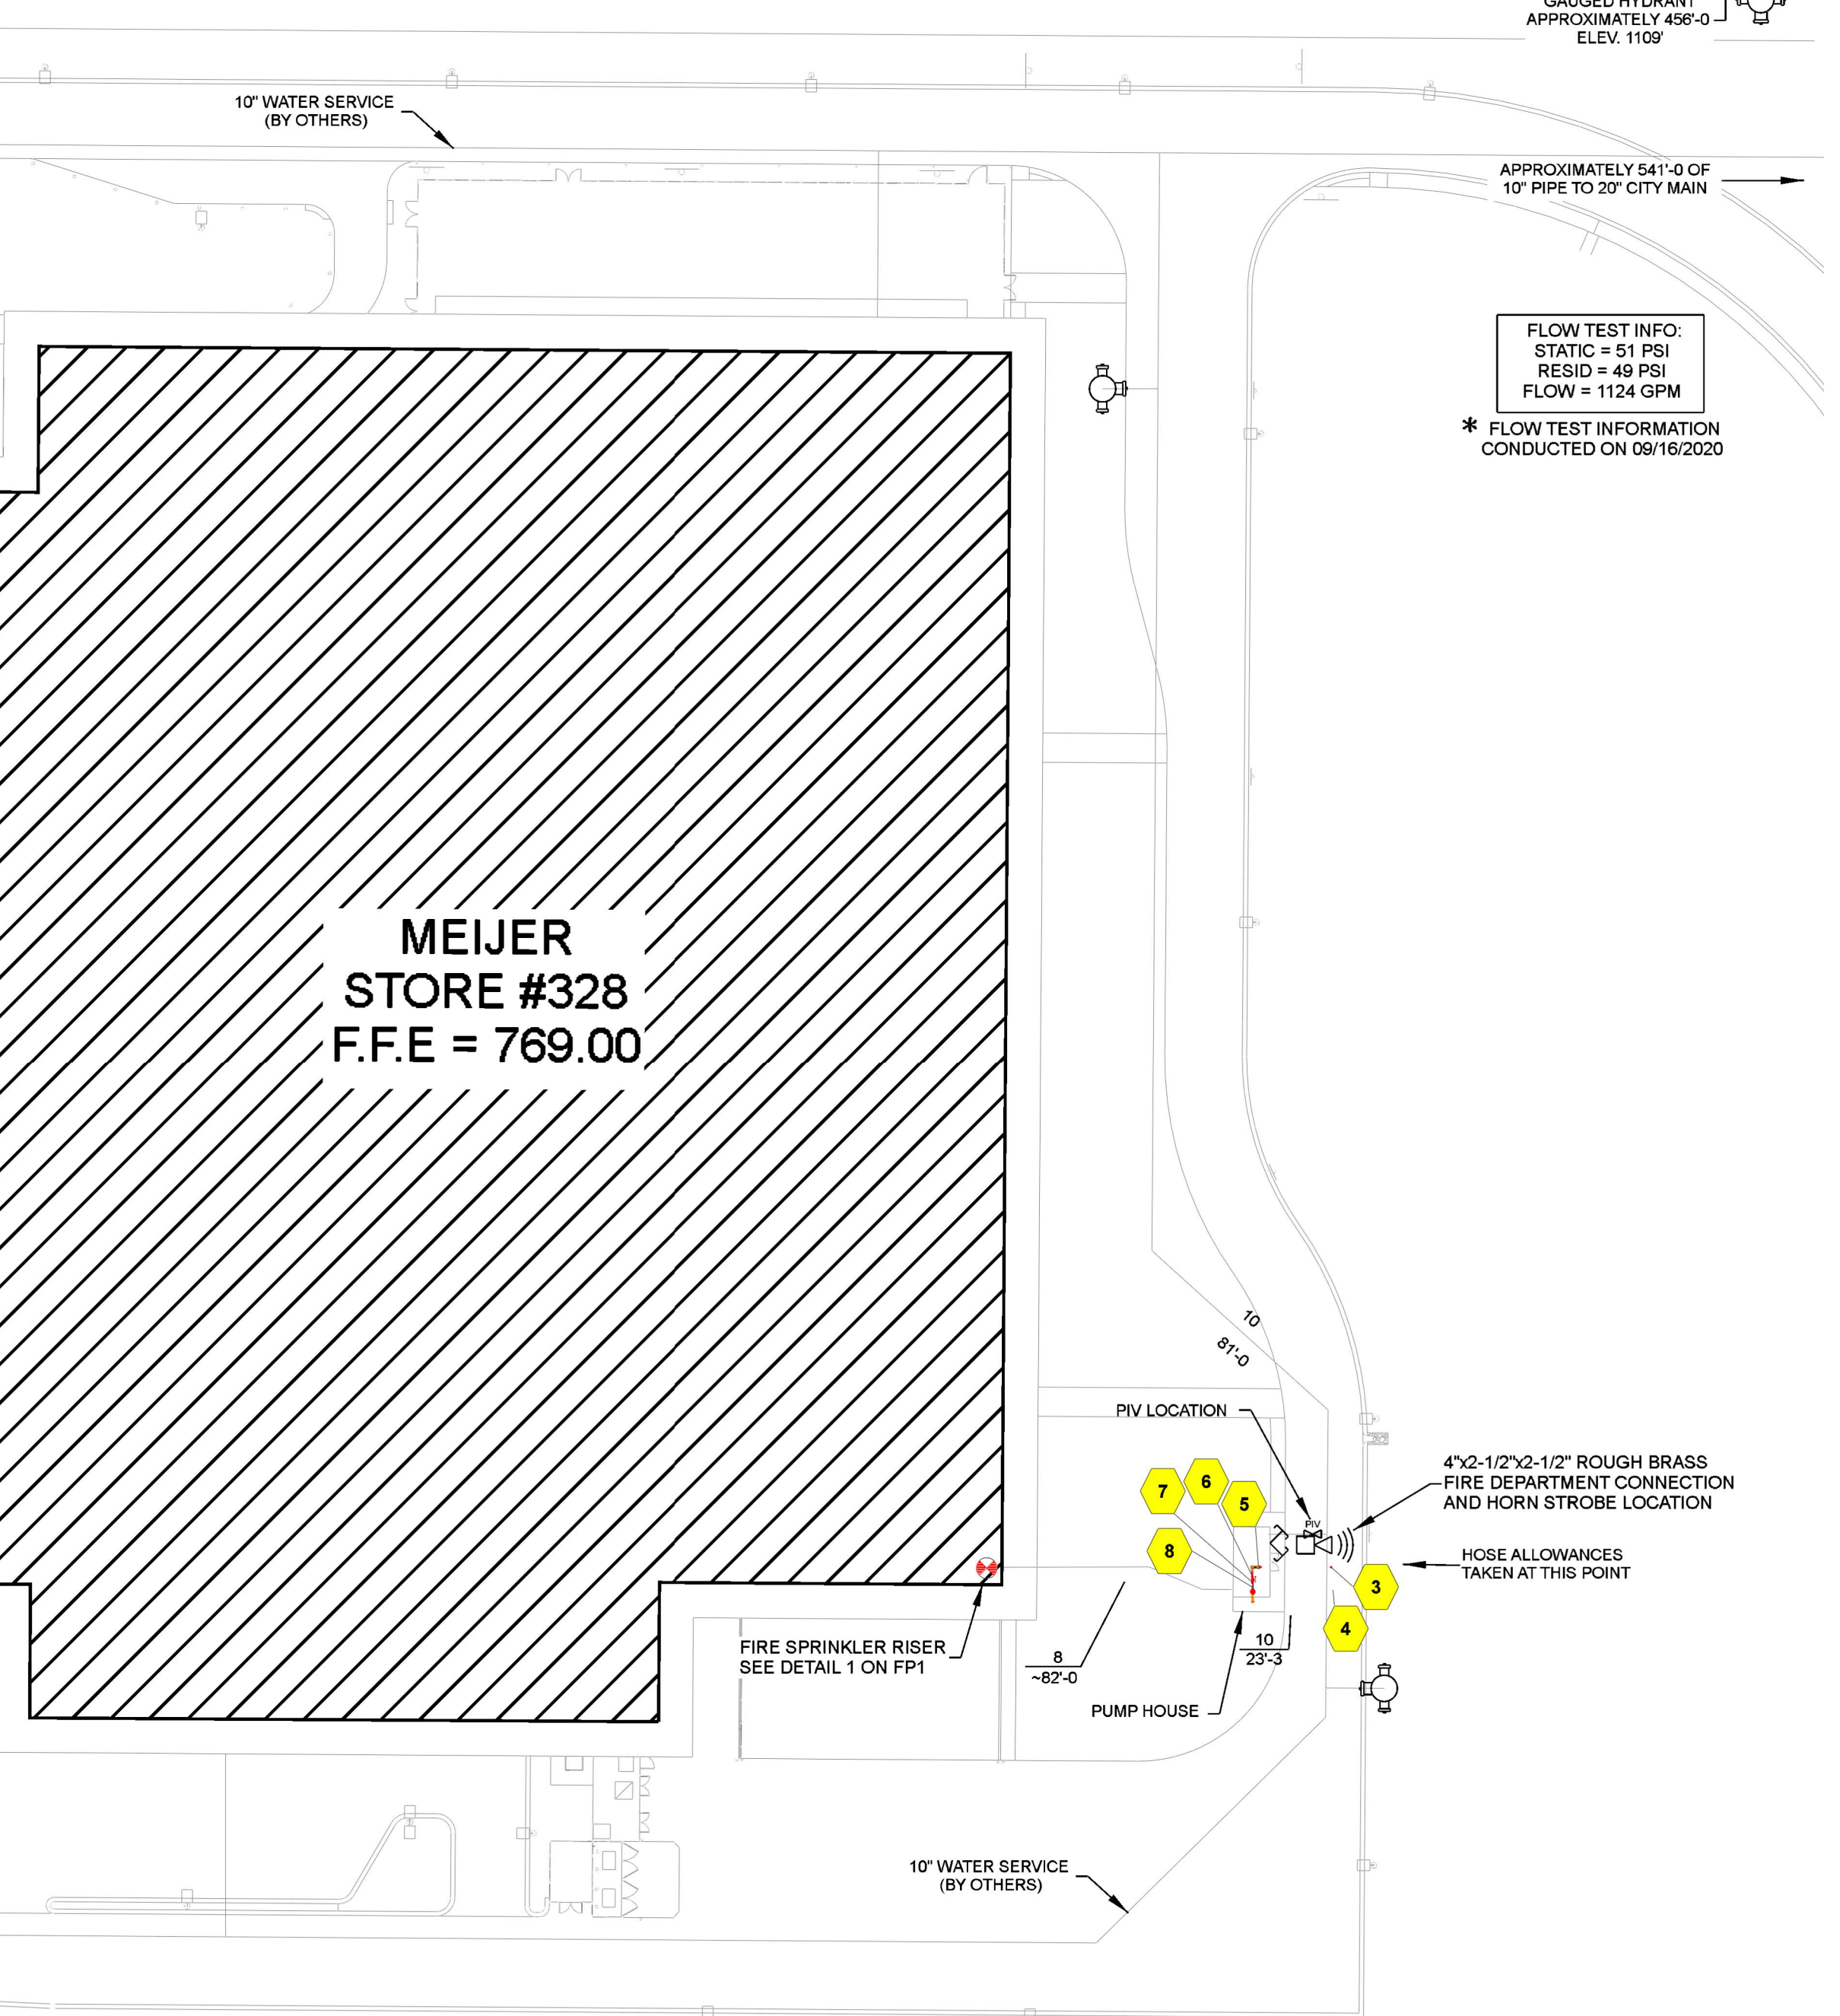 GAUGED HYDRANT
APPROXIMATELY 456'-0
ELEV. 1109'
10" WATER SERVICE
(BY OTHERS)
APPROXIMATELY 541'-0 OF
10" PIPE TO 20" CITY MAIN
FLOW TEST INFO:
STATIC = 51 PSI
RESID = 49 PSI
FLOW = 1124 GPM
* FLOW TEST INFORMATION
CONDUCTED ON 09/16/2020
MEIJER
STORE #328
F.F.E = 769.00
10
81'-0
PIV LOCATION
4"x2-1/2"x2-1/2" ROUGH BRASS
FIRE DEPARTMENT CONNECTION
AND HORN STROBE LOCATION
7
6
5
PIV
8
HOSE ALLOWANCES
TAKEN AT THIS POINT
3
4
FIRE SPRINKLER RISER
SEE DETAIL 1 ON FP1
8
~82'-0
10
23'-3
PUMP HOUSE
10" WATER SERVICE
(BY OTHERS)